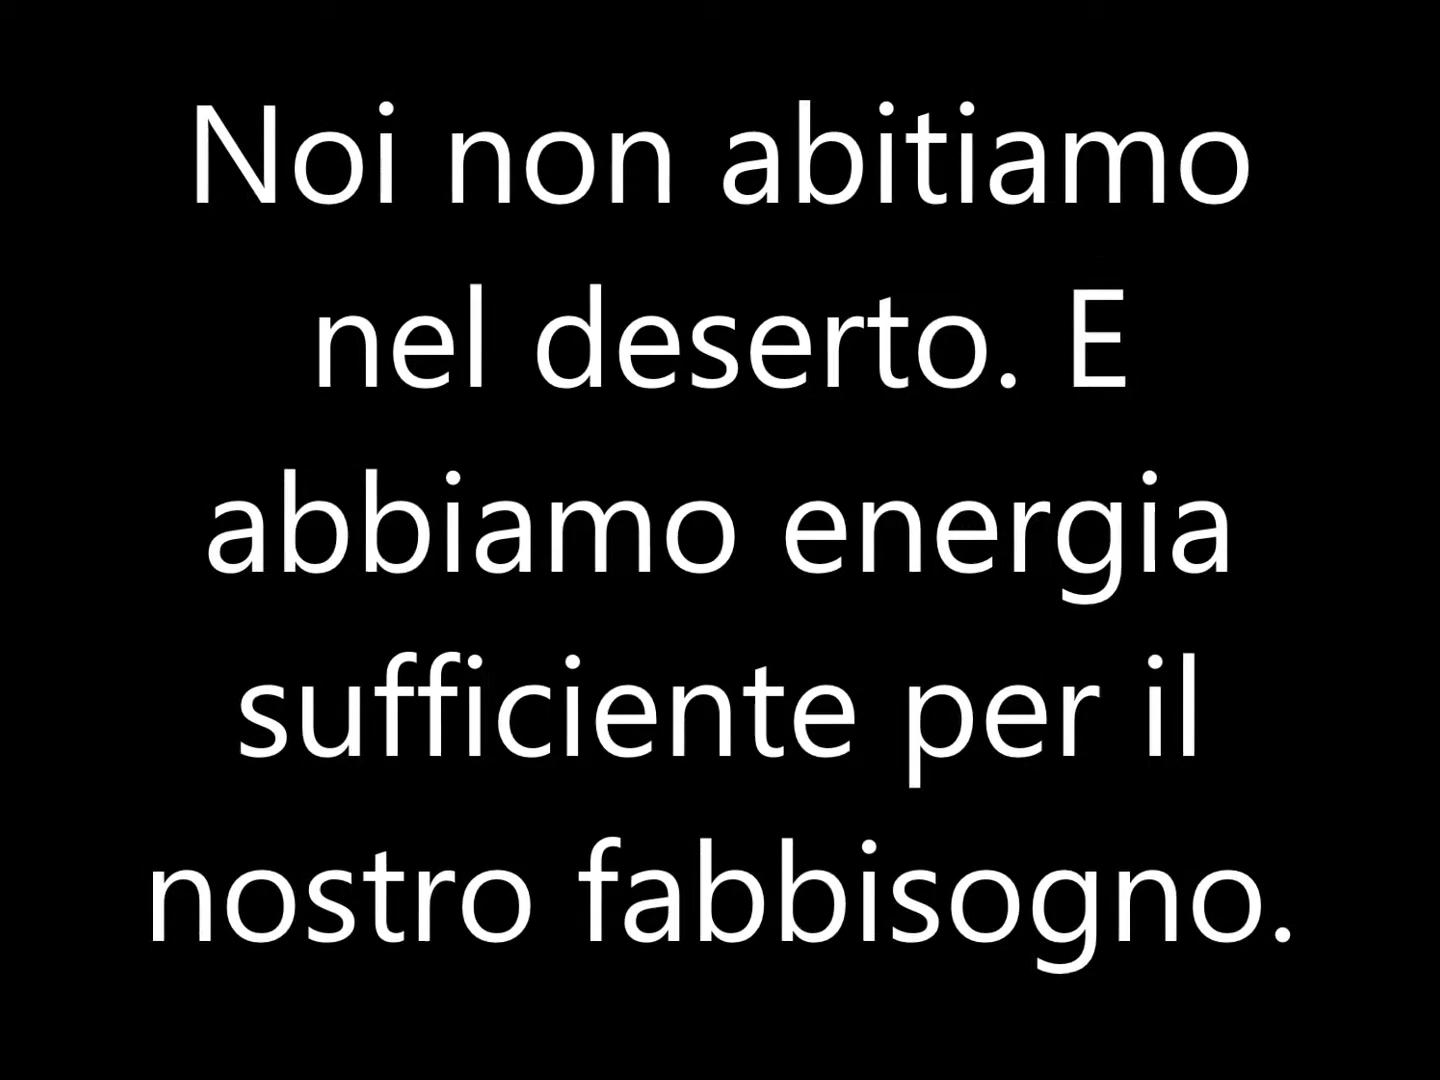 Noi non abitiamo
nel deserto. E
abbiamo energia
sufficiente per il
nostro fabbisogno.